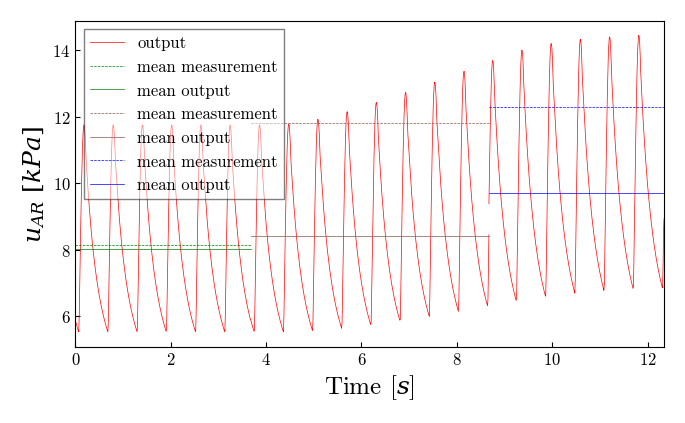 14
12
10
8
6
u_AR [kPa]
output
mean measurement
mean output
mean measurement
mean output
mean measurement
mean output
0 2 4 6 8 10 12
Time [s]